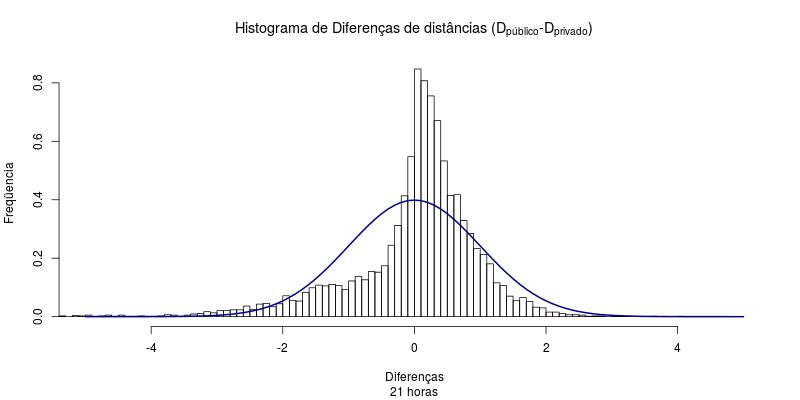 Histograma de Diferenças de distâncias (Dpúblico-Dprivado)
Freqüencia
0.8
0.6
0.4
0.2
0.0
-4 -2 0 2 4
Diferenças
21 horas